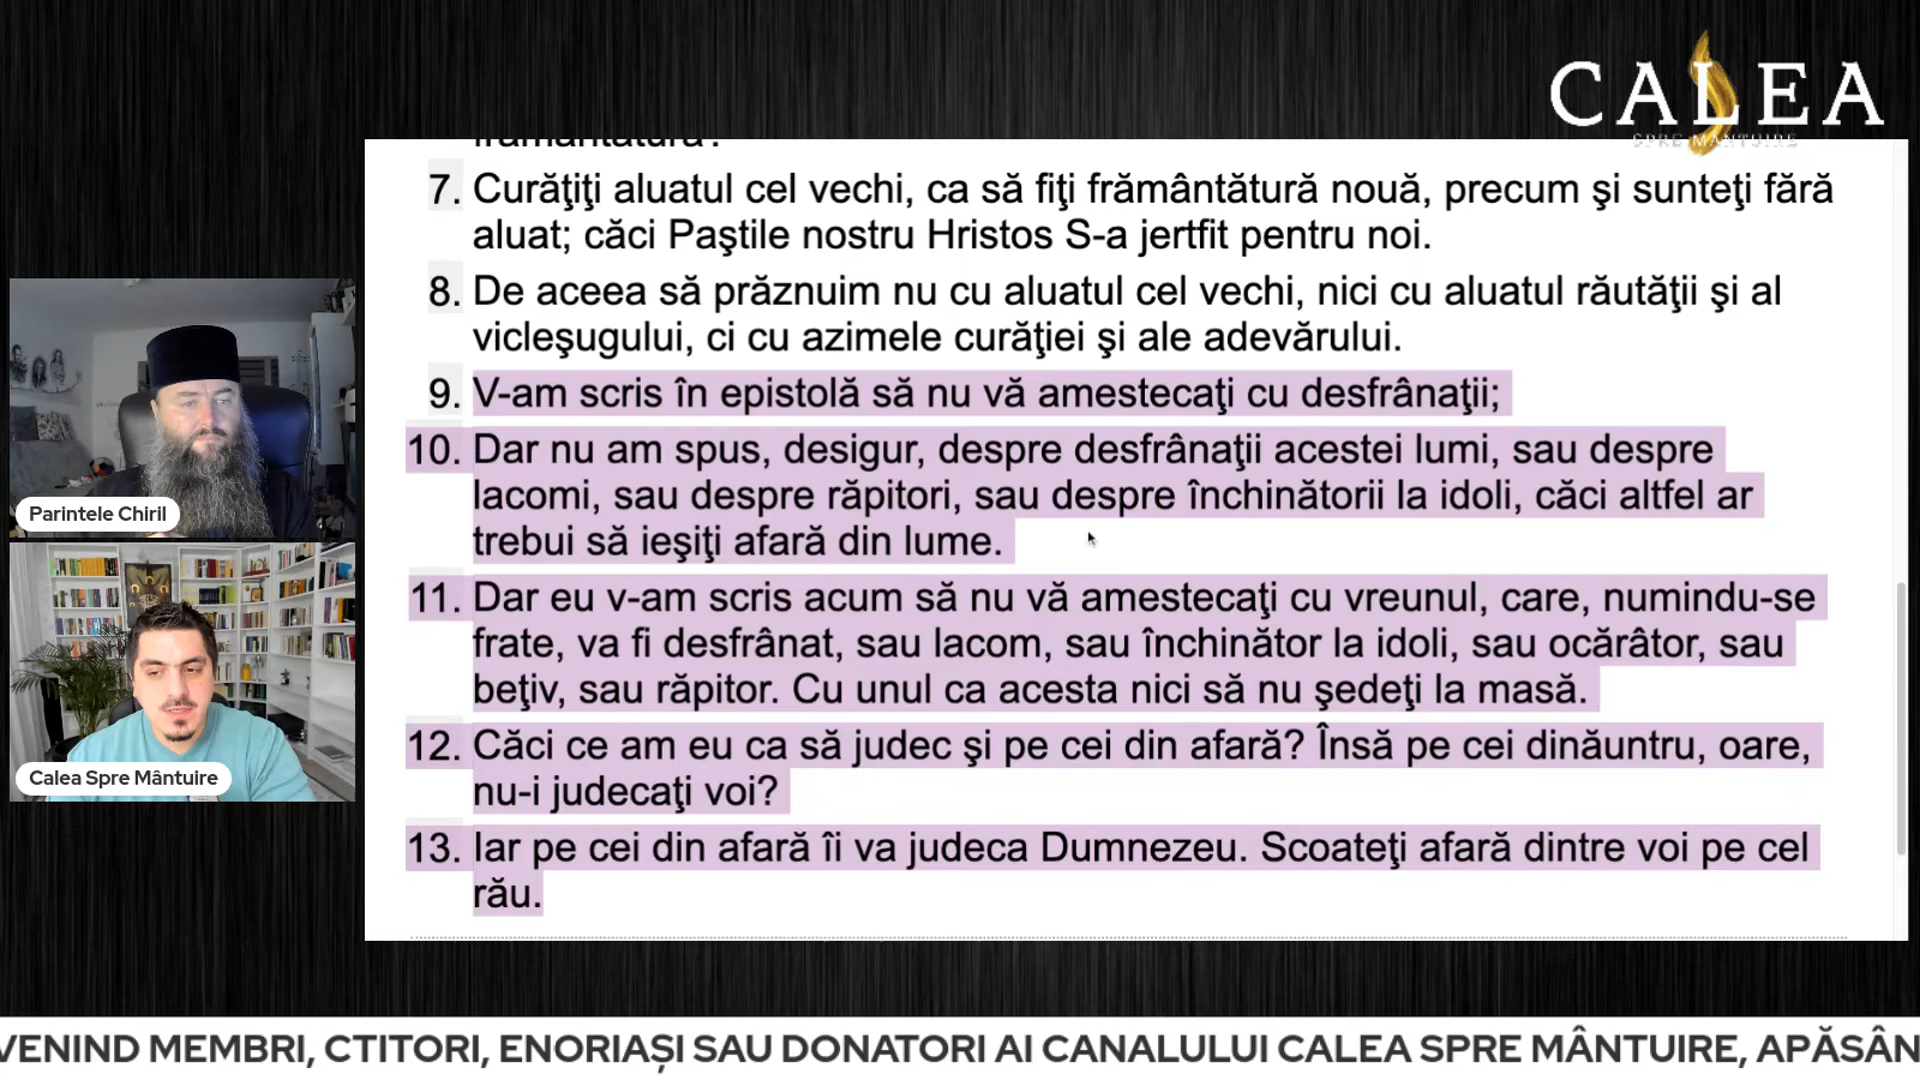 CALEA
SPRE MÂNTUIRE
frământătura?
7. Curăţiţi aluatul cel vechi, ca să fiţi frământătură nouă, precum şi sunteţi fără
aluat; căci Paştile nostru Hristos S-a jertfit pentru noi.
8. De aceea să prăznuim nu cu aluatul cel vechi, nici cu aluatul răutăţii şi al
vicleşugului, ci cu azimele curăţiei şi ale adevărului.
9. V-am scris în epistolă să nu vă amestecaţi cu desfrânaţii;
10. Dar nu am spus, desigur, despre desfrânaţii acestei lumi, sau despre
lacomi, sau despre răpitori, sau despre închinătorii la idoli, căci altfel ar
trebui să ieşiţi afară din lume.
11. Dar eu v-am scris acum să nu vă amestecaţi cu vreunul, care, numindu-se
frate, va fi desfrânat, sau lacom, sau închinător la idoli, sau ocărâtor, sau
beţiv, sau răpitor. Cu unul ca acesta nici să nu şedeţi la masă.
12. Căci ce am eu ca să judec şi pe cei din afară? Însă pe cei dinăuntru, oare,
nu-i judecaţi voi?
13. Iar pe cei din afară îi va judeca Dumnezeu. Scoateţi afară dintre voi pe cel
rău.
Parintele Chiril
Calea Spre Mântuire
VENIND MEMBRI, CTITORI, ENORIAȘI SAU DONATORI AI CANALULUI CALEA SPRE MÂNTUIRE, APĂSÂN